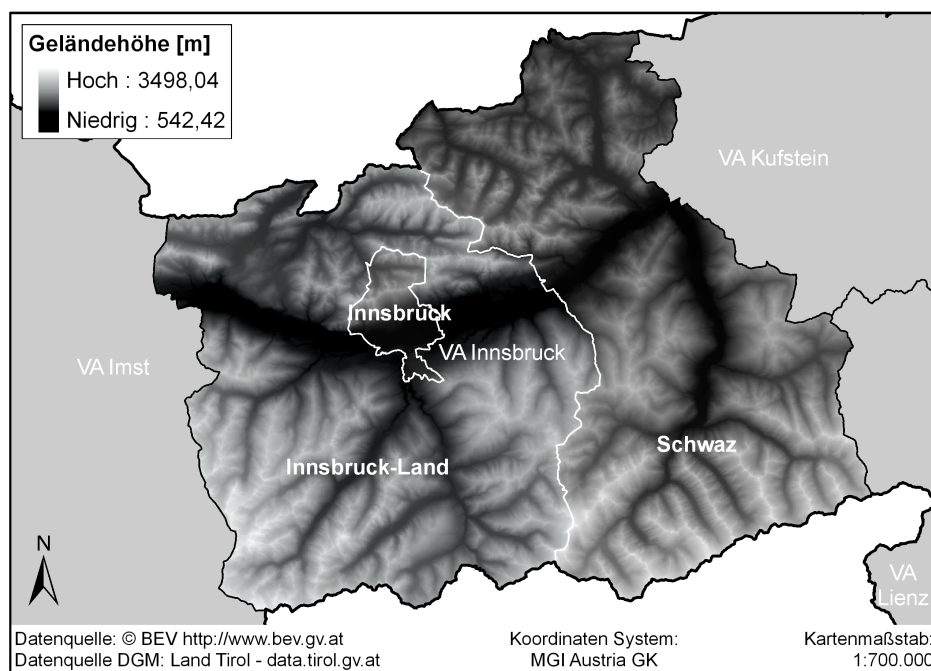 Geländehöhe [m]
Hoch : 3498,04
Niedrig : 542,42
VA Kufstein
Innsbruck
VA Innsbruck
VA Imst
Schwaz
Innsbruck-Land
N
VA
Lienz
Datenquelle: © BEV http://www.bev.gv.at
Datenquelle DGM: Land Tirol - data.tirol.gv.at
Koordinaten System:
MGI Austria GK
Kartenmaßstab:
1:700.000